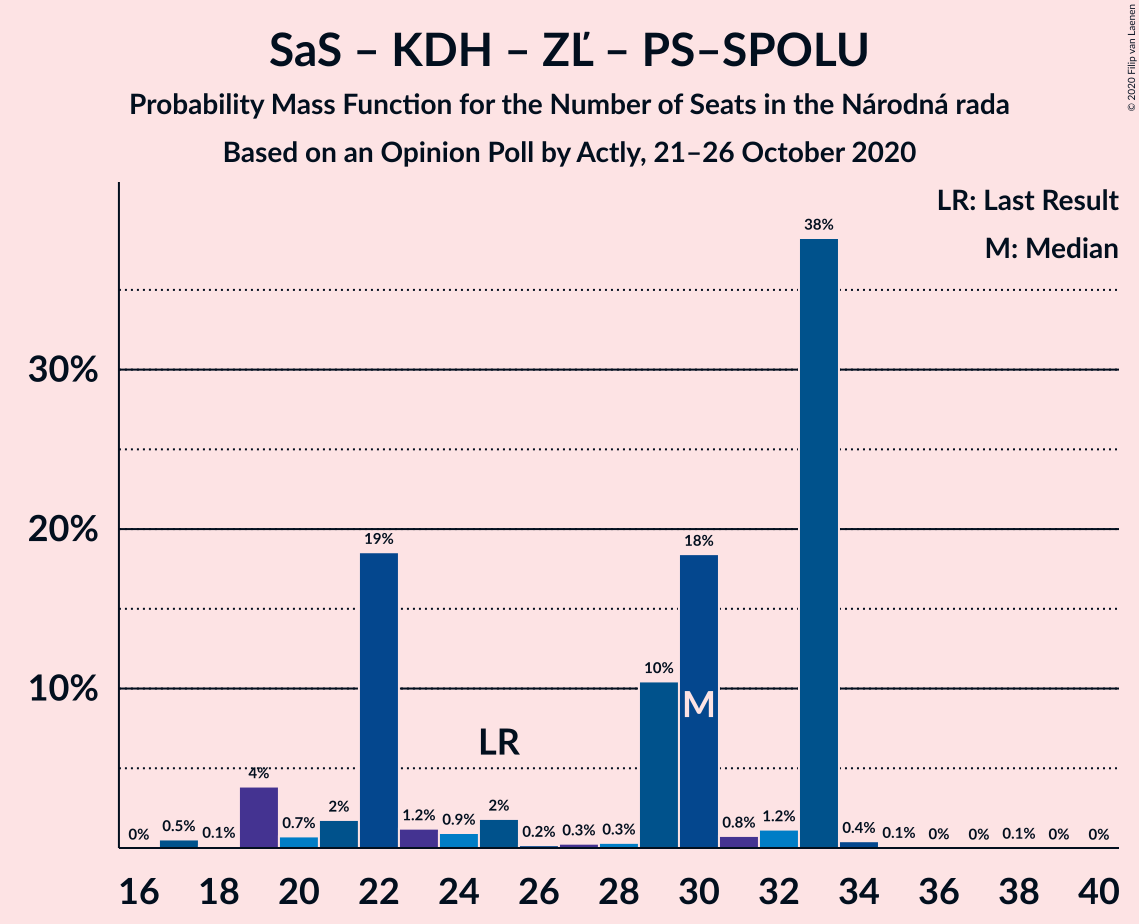 SaS – KDH – ZĽ – PS–SPOLU
Probability Mass Function for the Number of Seats in the Národná rada
Based on an Opinion Poll by Actly, 21–26 October 2020
© 2020 Filip van Laenen
LR: Last Result
M: Median
38%
30%
20%
19%
18%
10%
10%
M
LR
4%
0% 0.5% 0.1% 0.7% 2% 1.2% 0.9% 2% 0.2% 0.3% 0.3% 0.8% 1.2% 0.4% 0.1% 0% 0% 0.1% 0% 0%
16 18 20 22 24 26 28 30 32 34 36 38 40